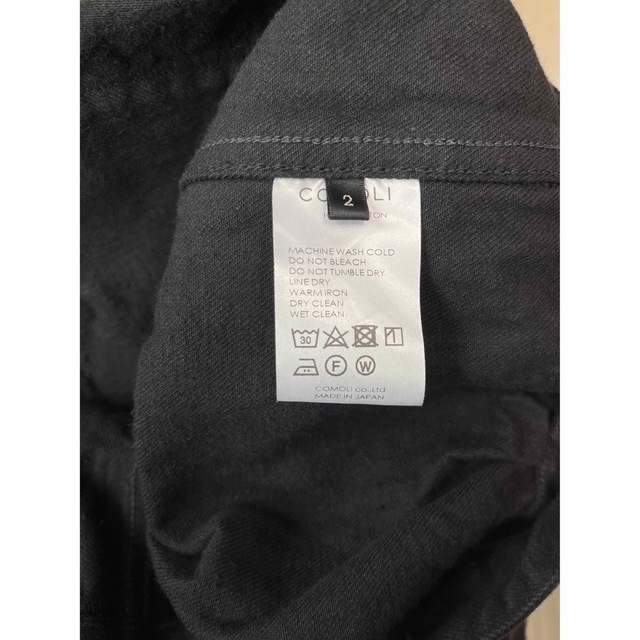 2
MACHINE WASH COLD
DO NOT BLEACH
DO NOT TUMBLE DRY
LINE DRY
WARM IRON
DRY CLEAN
WET CLEAN
30
F W
COMOLI co.,Ltd
MADE IN JAPAN